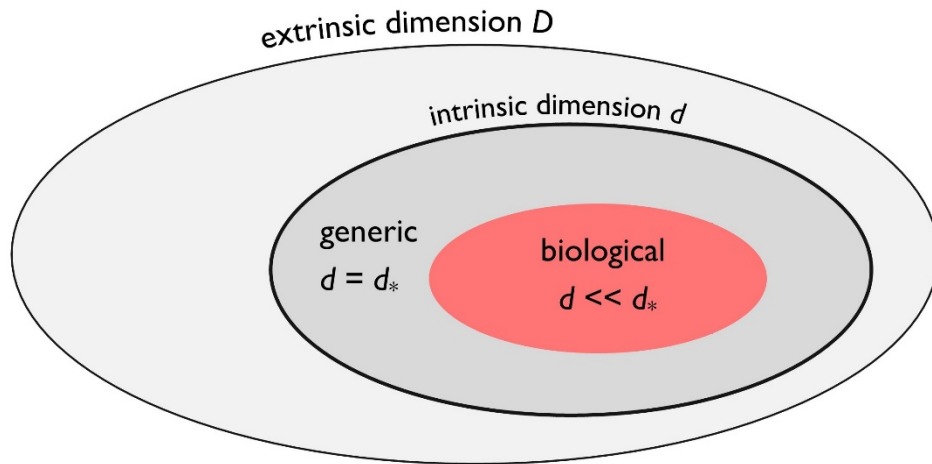 extrinsic dimension D
intrinsic dimension d
generic
d = d*
biological
d << d*